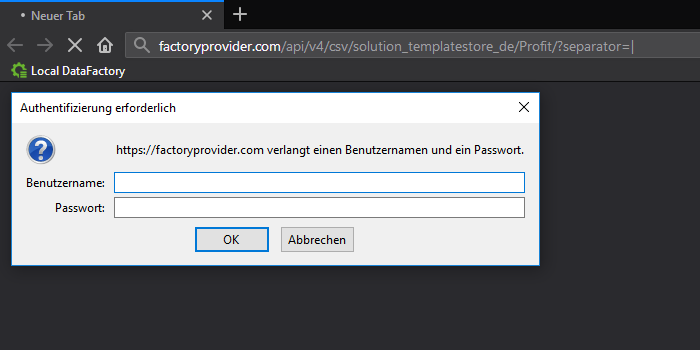 Neuer Tab
factoryprovider.com/api/v4/csv/solution_templatestore_de/Profit/?separator=|
Local DataFactory
Authentifizierung erforderlich
https://factoryprovider.com verlangt einen Benutzernamen und ein Passwort.
Benutzername:
Passwort:
OK Abbrechen